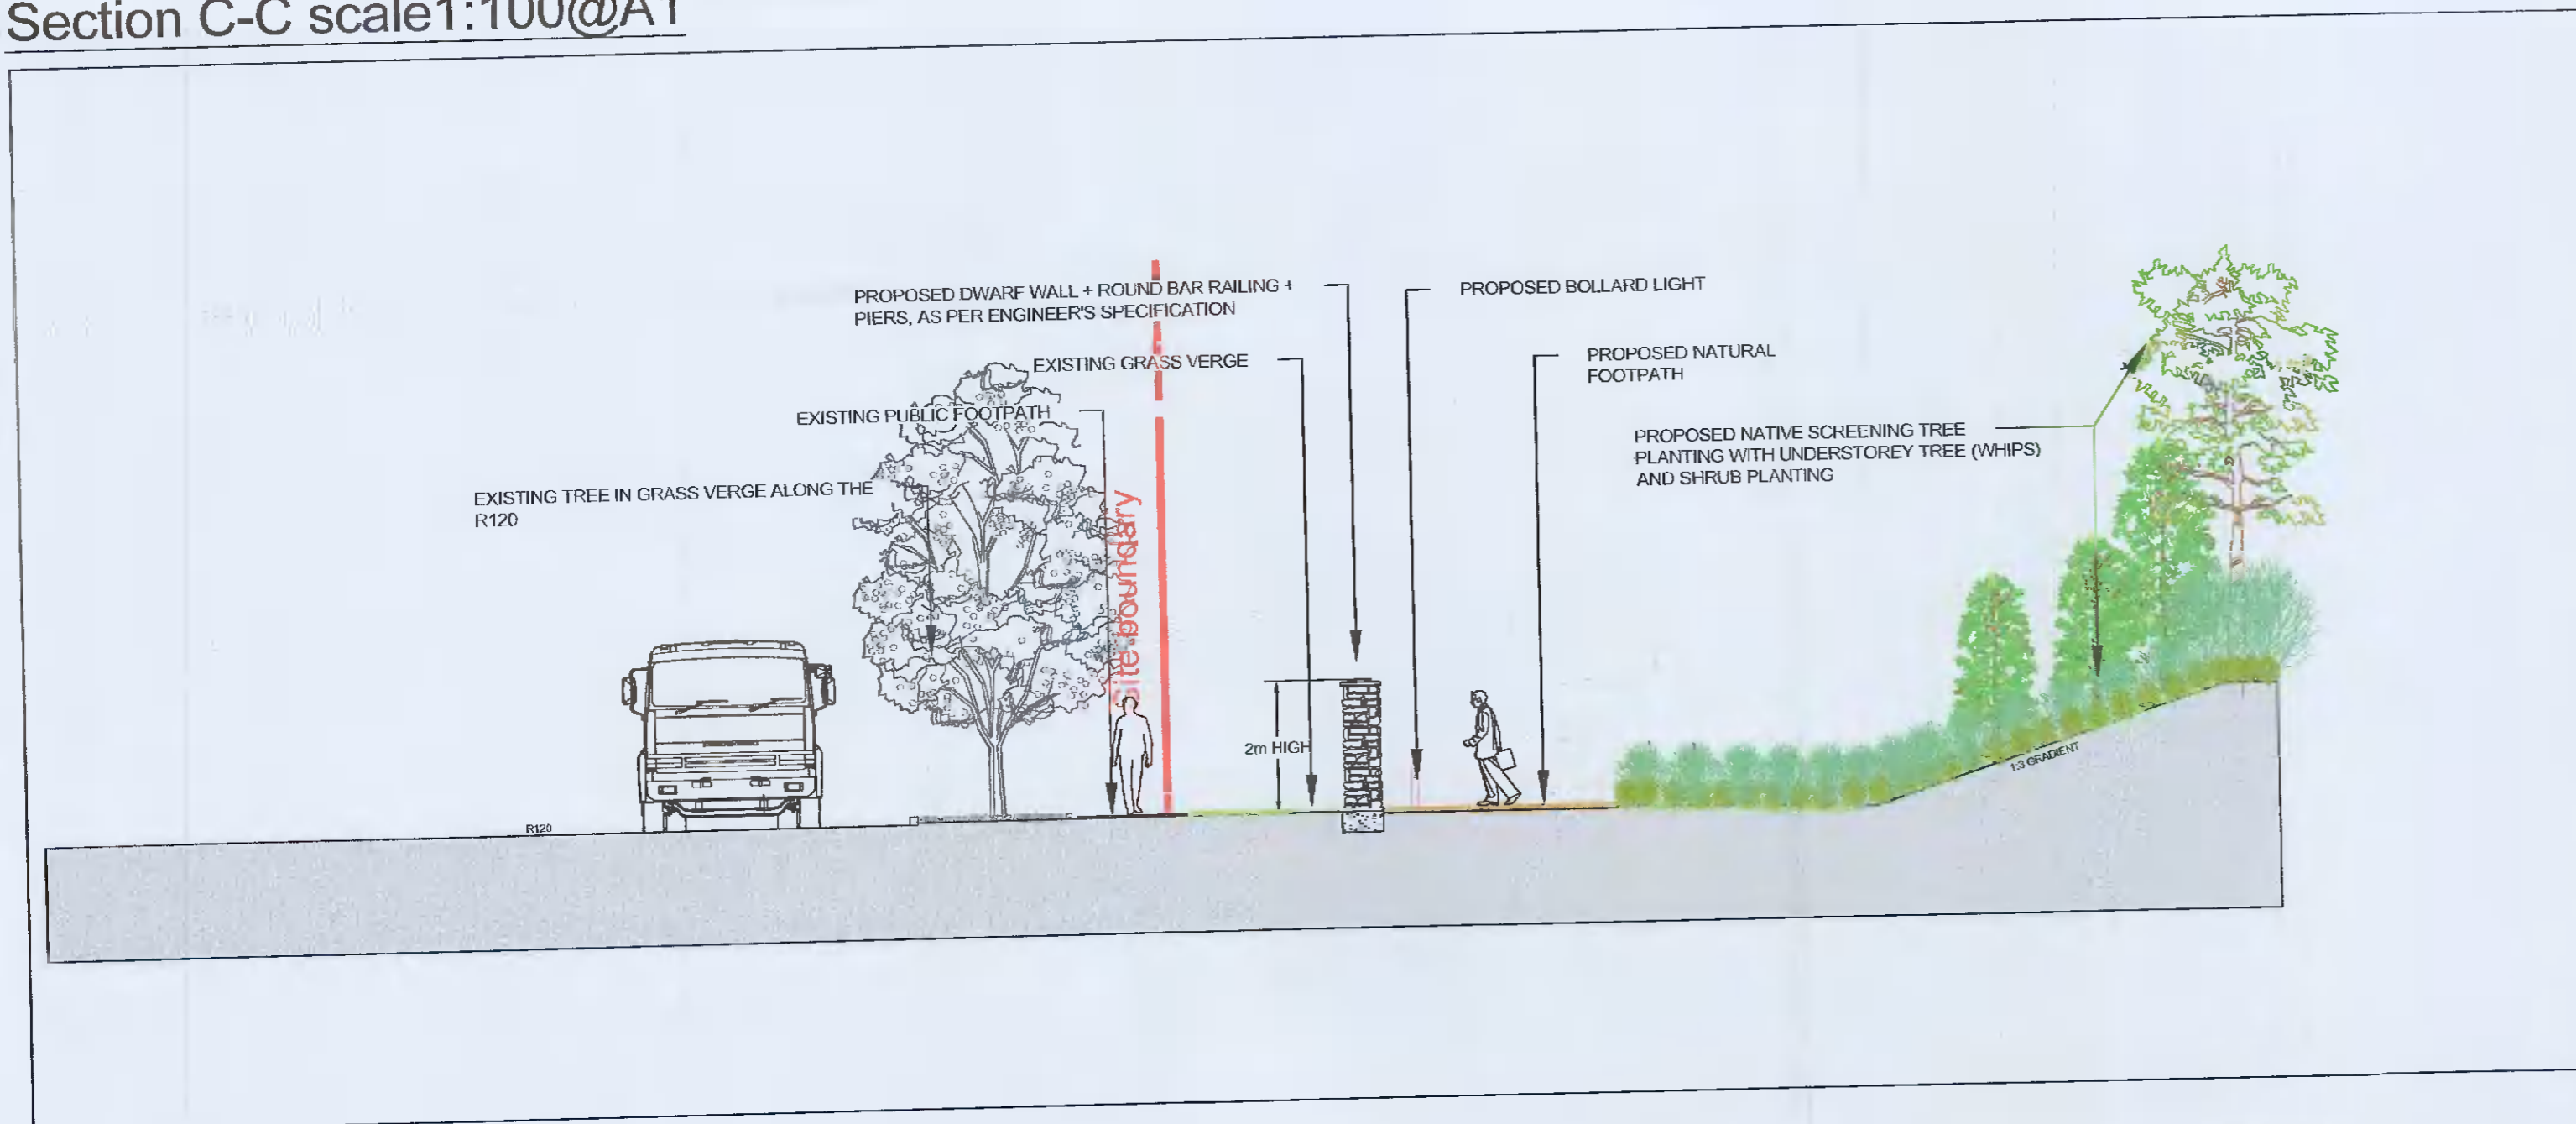 Section C-C scale1:100@A1
PROPOSED DWARF WALL + ROUND BAR RAILING +
PIERS, AS PER ENGINEER'S SPECIFICATION
PROPOSED BOLLARD LIGHT
EXISTING GRASS VERGE
PROPOSED NATURAL
FOOTPATH
EXISTING PUBLIC FOOTPATH
PROPOSED NATIVE SCREENING TREE
PLANTING WITH UNDERSTOREY TREE (WHIPS)
AND SHRUB PLANTING
EXISTING TREE IN GRASS VERGE ALONG THE
R120
Site boundary
2m HIGH
1:3 GRADIENT
R120